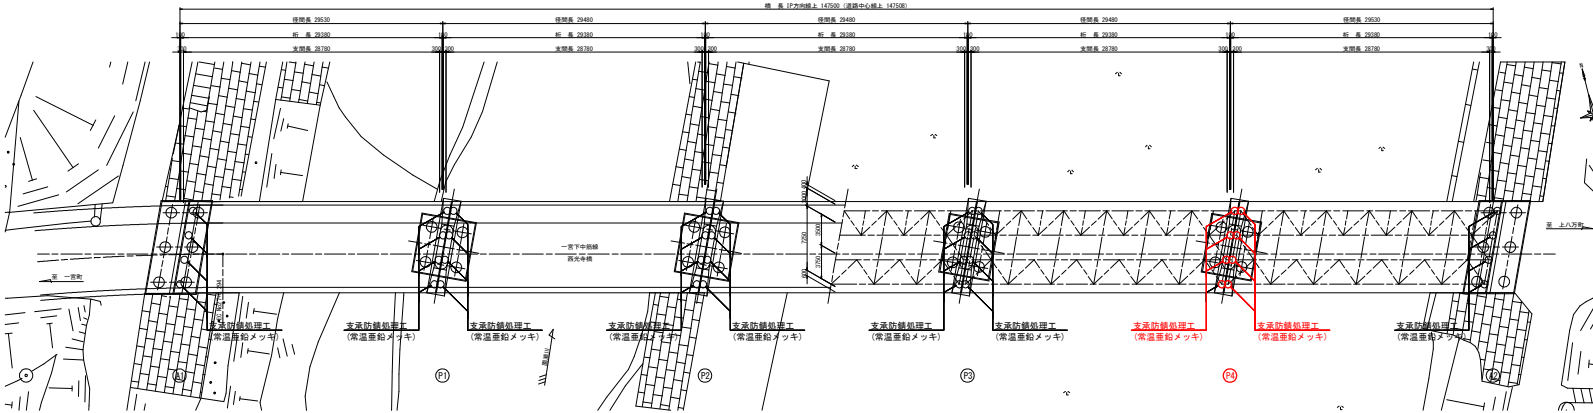 橋 長 IP方向線上 147500 (道路中心線上 147508)
径間長 29530
径間長 29480
径間長 29480
径間長 29480
径間長 29530
桁 長 29380
桁 長 29380
桁 長 29380
桁 長 29380
桁 長 29380
支間長 28780
支間長 28780
支間長 28780
支間長 28780
支間長 28780
一宮下中筋線
西光寺橋
7250
3500
3750
400
至 一宮町
至 上八万町
支承防錆処理工
(常温亜鉛メッキ)
支承防錆処理工
(常温亜鉛メッキ)
支承防錆処理工
(常温亜鉛メッキ)
支承防錆処理工
(常温亜鉛メッキ)
支承防錆処理工
(常温亜鉛メッキ)
支承防錆処理工
(常温亜鉛メッキ)
支承防錆処理工
(常温亜鉛メッキ)
支承防錆処理工
(常温亜鉛メッキ)
支承防錆処理工
(常温亜鉛メッキ)
支承防錆処理工
(常温亜鉛メッキ)
A1
P1
P2
P3
P4
A2